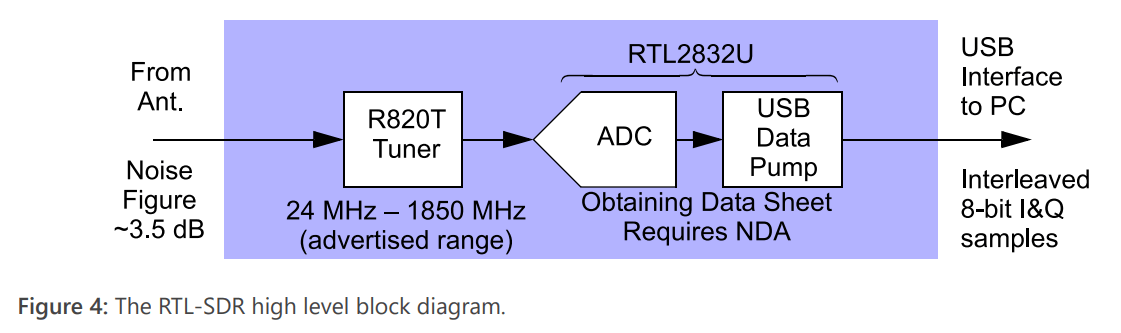 From
Ant.
Noise
Figure
~3.5 dB
R820T
Tuner
24 MHz – 1850 MHz
(advertised range)
RTL2832U
ADC
USB
Data
Pump
Obtaining Data Sheet
Requires NDA
USB
Interface
to PC
Interleaved
8-bit I&Q
samples
Figure 4: The RTL-SDR high level block diagram.